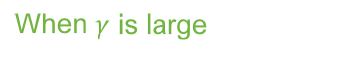 When γ is large